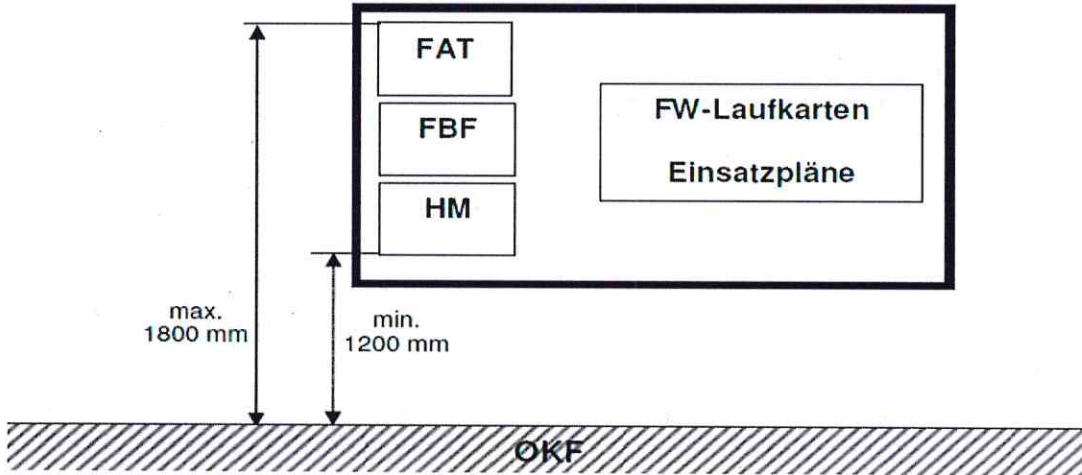 FAT
FBF
HM
FW-Laufkarten
Einsatzpläne
max.
1800 mm
min.
1200 mm
OKF